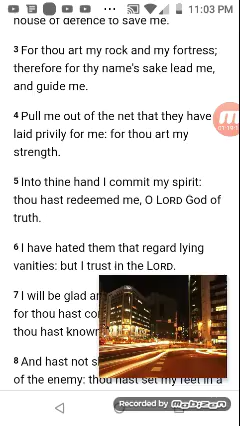 11:03 PM
house of defence to save me.
3 For thou art my rock and my fortress;
therefore for thy name's sake lead me,
and guide me.
4 Pull me out of the net that they have
laid privily for me: for thou art my
strength.
5 Into thine hand I commit my spirit:
thou hast redeemed me, O LORD God of
truth.
6 I have hated them that regard lying
vanities: but I trust in the LORD.
7 I will be glad
for thou hast
thou hast
8 And hast not
of the enemy: thou hast set my feet in a
Recorded by mobizen